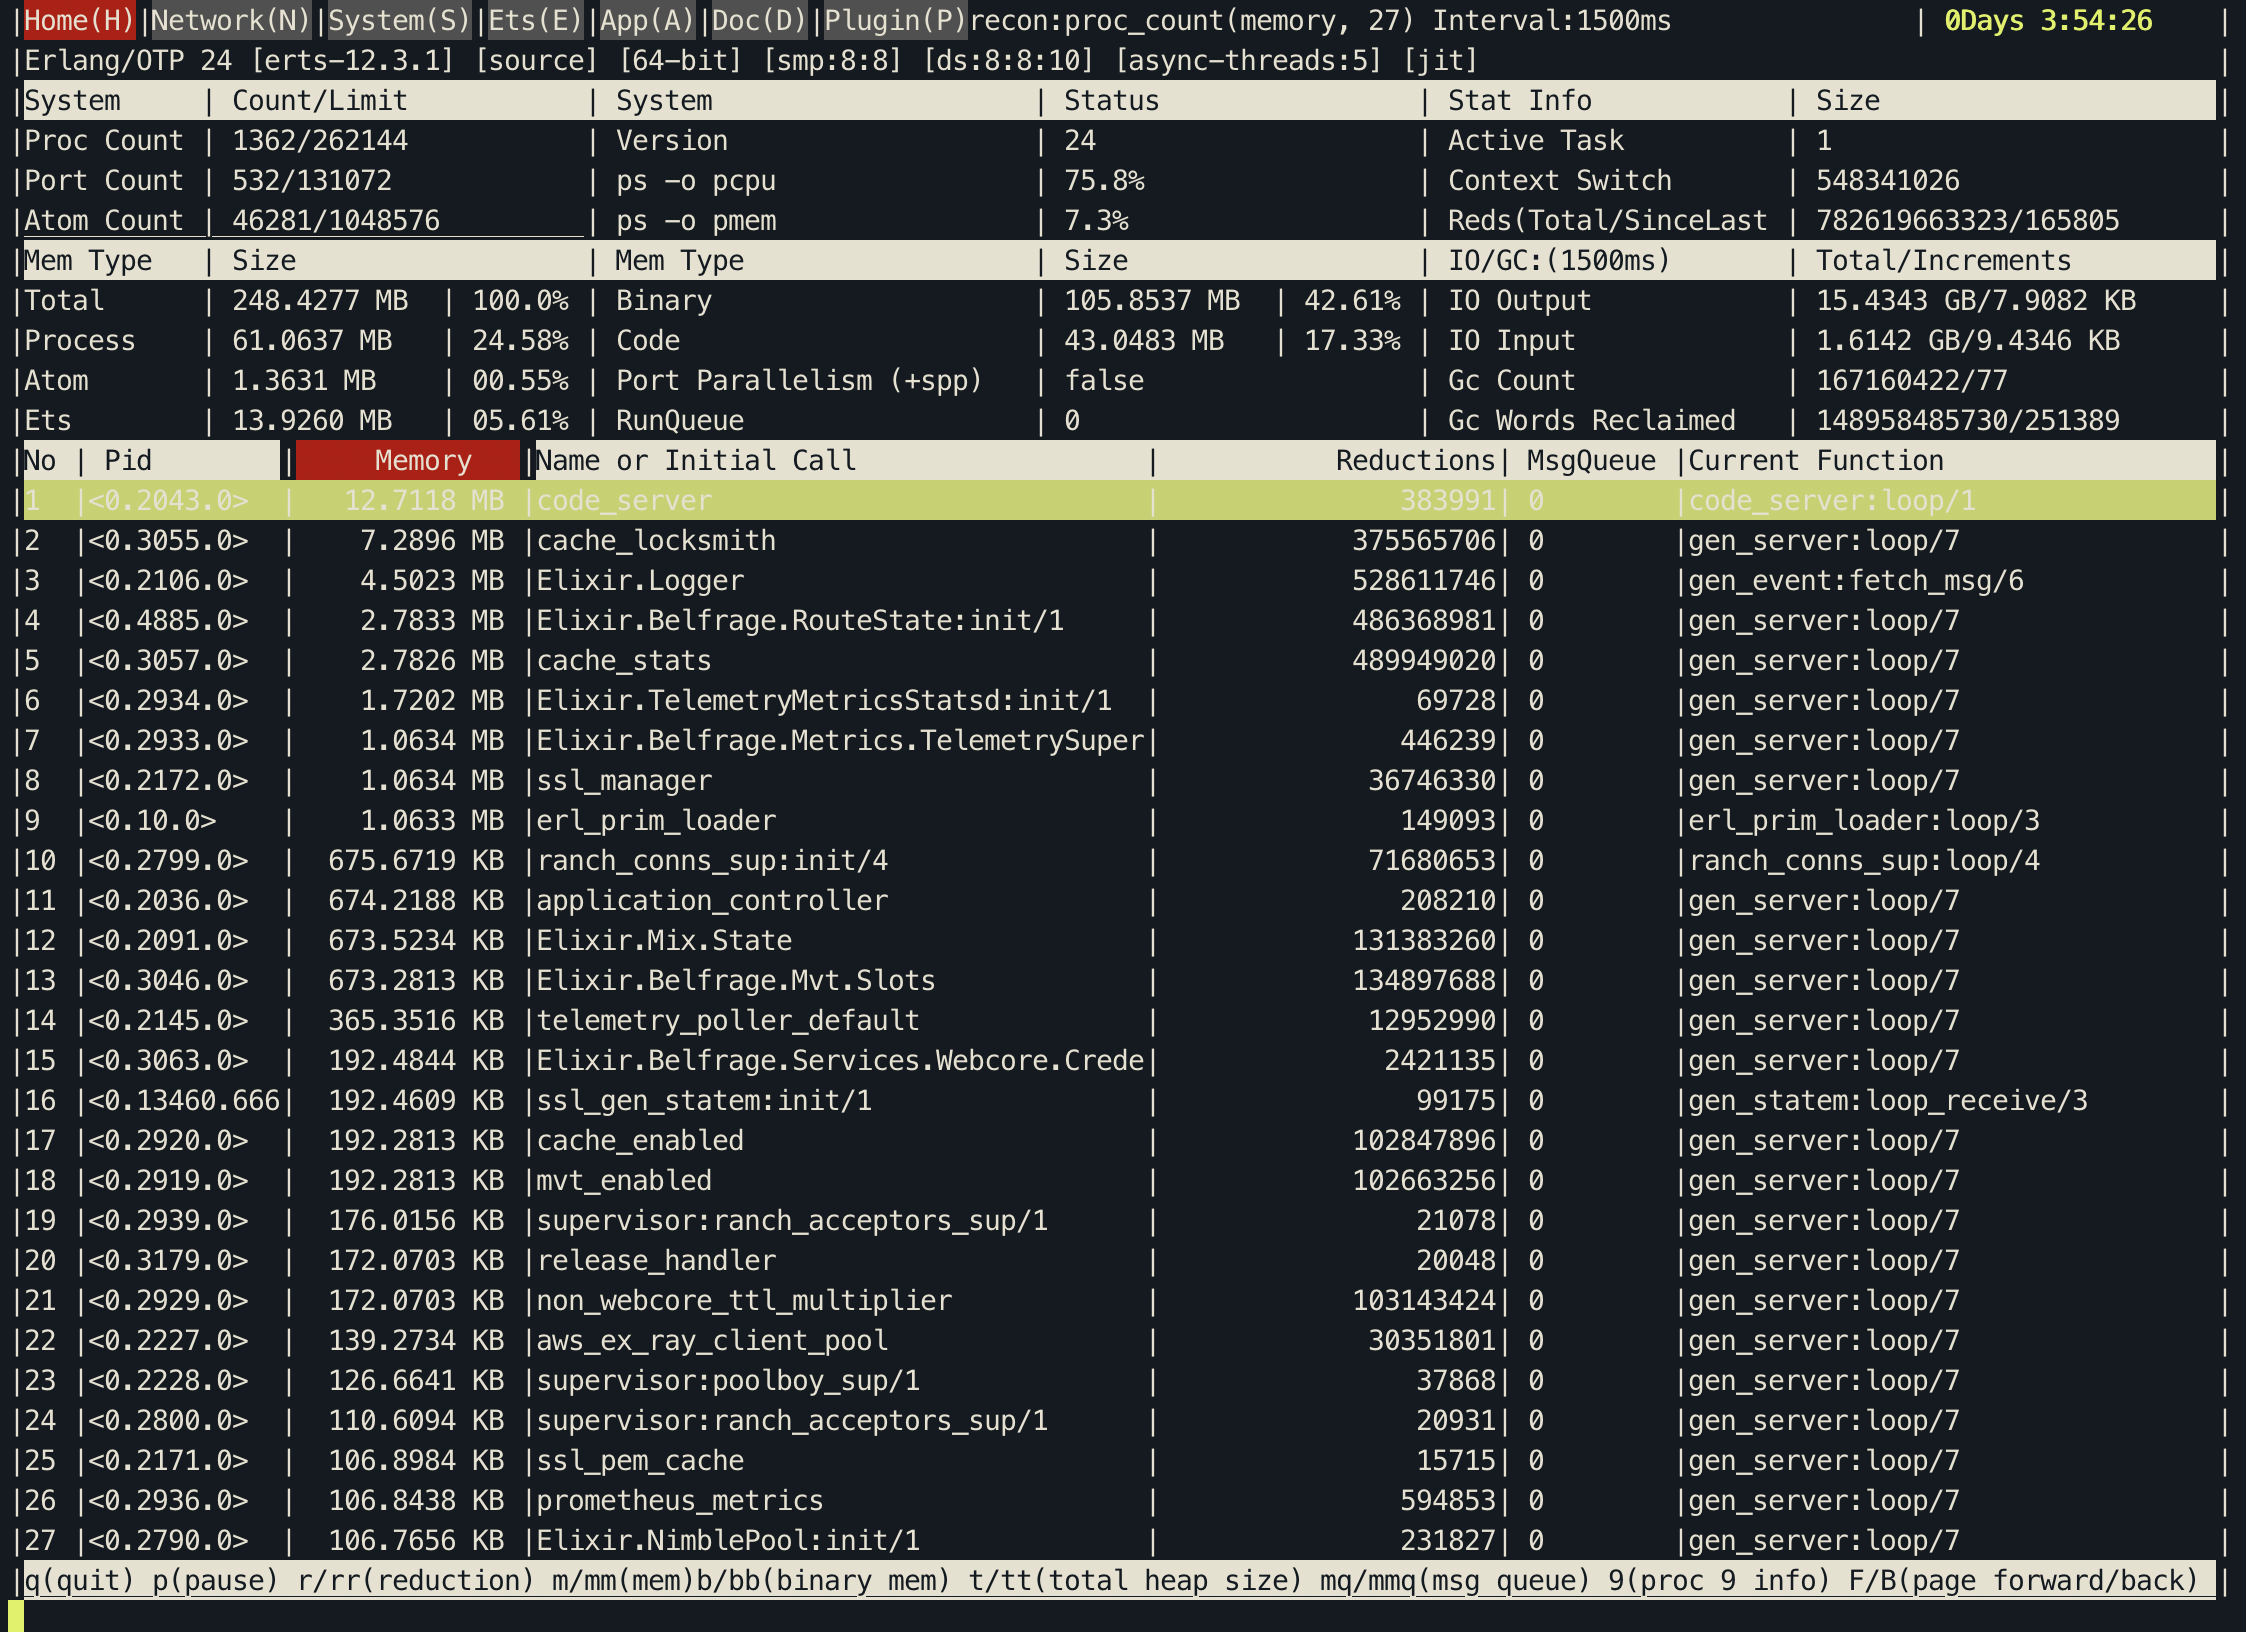 |Home(H)|Network(N)|System(S)|Ets(E)|App(A)|Doc(D)|Plugin(P)recon:proc_count(memory, 27) Interval:1500ms | 0Days 3:54:26 |
|Erlang/OTP 24 [erts-12.3.1] [source] [64-bit] [smp:8:8] [ds:8:8:10] [async-threads:5] [jit] |
|System | Count/Limit | System | Status | Stat Info | Size |
|Proc Count | 1362/262144 | Version | 24 | Active Task | 1 |
|Port Count | 532/131072 | ps -o pcpu | 75.8% | Context Switch | 548341026 |
|Atom Count | 46281/1048576 | ps -o pmem | 7.3% | Reds(Total/SinceLast | 782619663323/165805 |
|Mem Type | Size | Mem Type | Size | IO/GC:(1500ms) | Total/Increments |
|Total | 248.4277 MB | 100.0% | Binary | 105.8537 MB | 42.61% | IO Output | 15.4343 GB/7.9082 KB |
|Process | 61.0637 MB | 24.58% | Code | 43.0483 MB | 17.33% | IO Input | 1.6142 GB/9.4346 KB |
|Atom | 1.3631 MB | 00.55% | Port Parallelism (+spp) | false | Gc Count | 167160422/77 |
|Ets | 13.9260 MB | 05.61% | RunQueue | 0 | Gc Words Reclaimed | 148958485730/251389 |
|No | Pid | Memory |Name or Initial Call | Reductions| MsgQueue |Current Function |
|1 |<0.2043.0> | 12.7118 MB |code_server | 383991| 0 |code_server:loop/1 |
|2 |<0.3055.0> | 7.2896 MB |cache_locksmith | 375565706| 0 |gen_server:loop/7 |
|3 |<0.2106.0> | 4.5023 MB |Elixir.Logger | 528611746| 0 |gen_event:fetch_msg/6 |
|4 |<0.4885.0> | 2.7833 MB |Elixir.Belfrage.RouteState:init/1 | 486368981| 0 |gen_server:loop/7 |
|5 |<0.3057.0> | 2.7826 MB |cache_stats | 489949020| 0 |gen_server:loop/7 |
|6 |<0.2934.0> | 1.7202 MB |Elixir.TelemetryMetricsStatsd:init/1 | 69728| 0 |gen_server:loop/7 |
|7 |<0.2933.0> | 1.0634 MB |Elixir.Belfrage.Metrics.TelemetrySuper| 446239| 0 |gen_server:loop/7 |
|8 |<0.2172.0> | 1.0634 MB |ssl_manager | 36746330| 0 |gen_server:loop/7 |
|9 |<0.10.0> | 1.0633 MB |erl_prim_loader | 149093| 0 |erl_prim_loader:loop/3 |
|10 |<0.2799.0> | 675.6719 KB |ranch_conns_sup:init/4 | 71680653| 0 |ranch_conns_sup:loop/4 |
|11 |<0.2036.0> | 674.2188 KB |application_controller | 208210| 0 |gen_server:loop/7 |
|12 |<0.2091.0> | 673.5234 KB |Elixir.Mix.State | 131383260| 0 |gen_server:loop/7 |
|13 |<0.3046.0> | 673.2813 KB |Elixir.Belfrage.Mvt.Slots | 134897688| 0 |gen_server:loop/7 |
|14 |<0.2145.0> | 365.3516 KB |telemetry_poller_default | 12952990| 0 |gen_server:loop/7 |
|15 |<0.3063.0> | 192.4844 KB |Elixir.Belfrage.Services.Webcore.Crede| 2421135| 0 |gen_server:loop/7 |
|16 |<0.13460.666| 192.4609 KB |ssl_gen_statem:init/1 | 99175| 0 |gen_statem:loop_receive/3 |
|17 |<0.2920.0> | 192.2813 KB |cache_enabled | 102847896| 0 |gen_server:loop/7 |
|18 |<0.2919.0> | 192.2813 KB |mvt_enabled | 102663256| 0 |gen_server:loop/7 |
|19 |<0.2939.0> | 176.0156 KB |supervisor:ranch_acceptors_sup/1 | 21078| 0 |gen_server:loop/7 |
|20 |<0.3179.0> | 172.0703 KB |release_handler | 20048| 0 |gen_server:loop/7 |
|21 |<0.2929.0> | 172.0703 KB |non_webcore_ttl_multiplier | 103143424| 0 |gen_server:loop/7 |
|22 |<0.2227.0> | 139.2734 KB |aws_ex_ray_client_pool | 30351801| 0 |gen_server:loop/7 |
|23 |<0.2228.0> | 126.6641 KB |supervisor:poolboy_sup/1 | 37868| 0 |gen_server:loop/7 |
|24 |<0.2800.0> | 110.6094 KB |supervisor:ranch_acceptors_sup/1 | 20931| 0 |gen_server:loop/7 |
|25 |<0.2171.0> | 106.8984 KB |ssl_pem_cache | 15715| 0 |gen_server:loop/7 |
|26 |<0.2936.0> | 106.8438 KB |prometheus_metrics | 594853| 0 |gen_server:loop/7 |
|27 |<0.2790.0> | 106.7656 KB |Elixir.NimblePool:init/1 | 231827| 0 |gen_server:loop/7 |
|q(quit) p(pause) r/rr(reduction) m/mm(mem)b/bb(binary mem) t/tt(total heap size) mq/mmq(msg queue) 9(proc 9 info) F/B(page forward/back) |